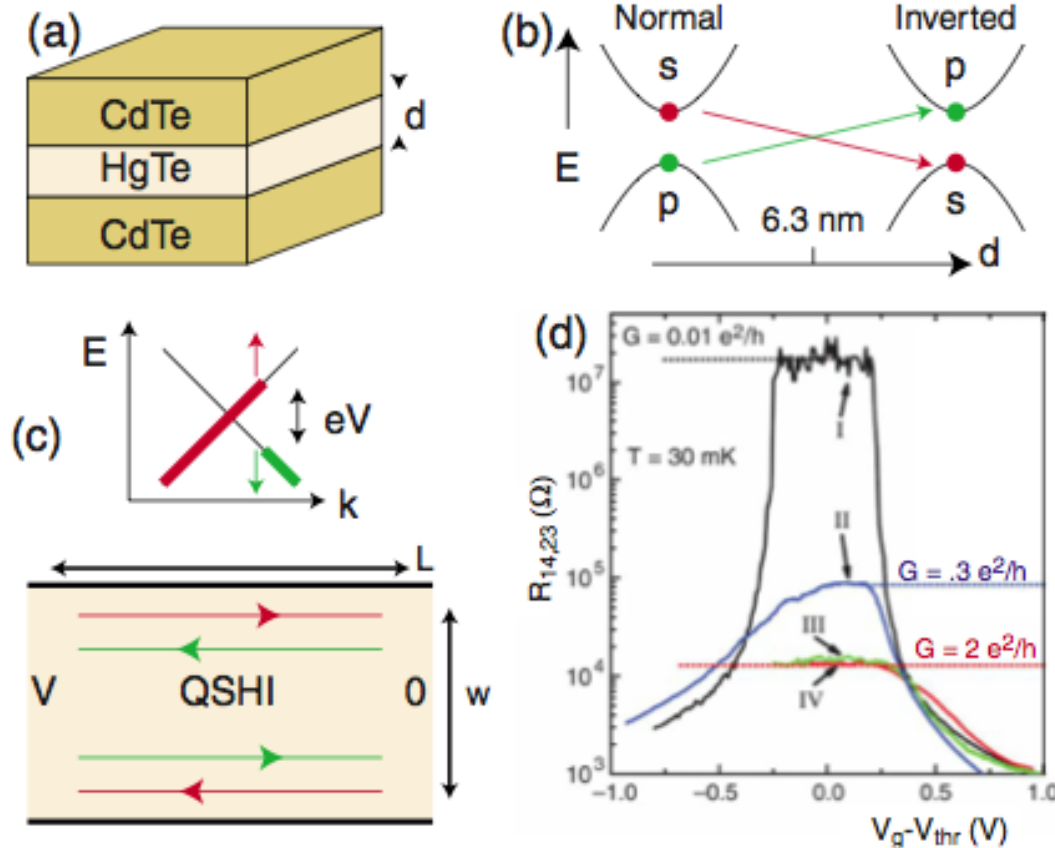 (a)
CdTe
HgTe
CdTe
d
(b)
Normal
Inverted
s
p
E
p
s
6.3 nm
d
(c)
E
eV
k
L
V
QSHI
0
w
(d)
G = 0.01 e²/h
T = 30 mK
I
II
III
IV
G = .3 e²/h
G = 2 e²/h
R₁₄,₂₃ (Ω)
10⁷
10⁶
10⁵
10⁴
10³
−1.0
−0.5
0.0
0.5
1.0
V_g-V_thr (V)